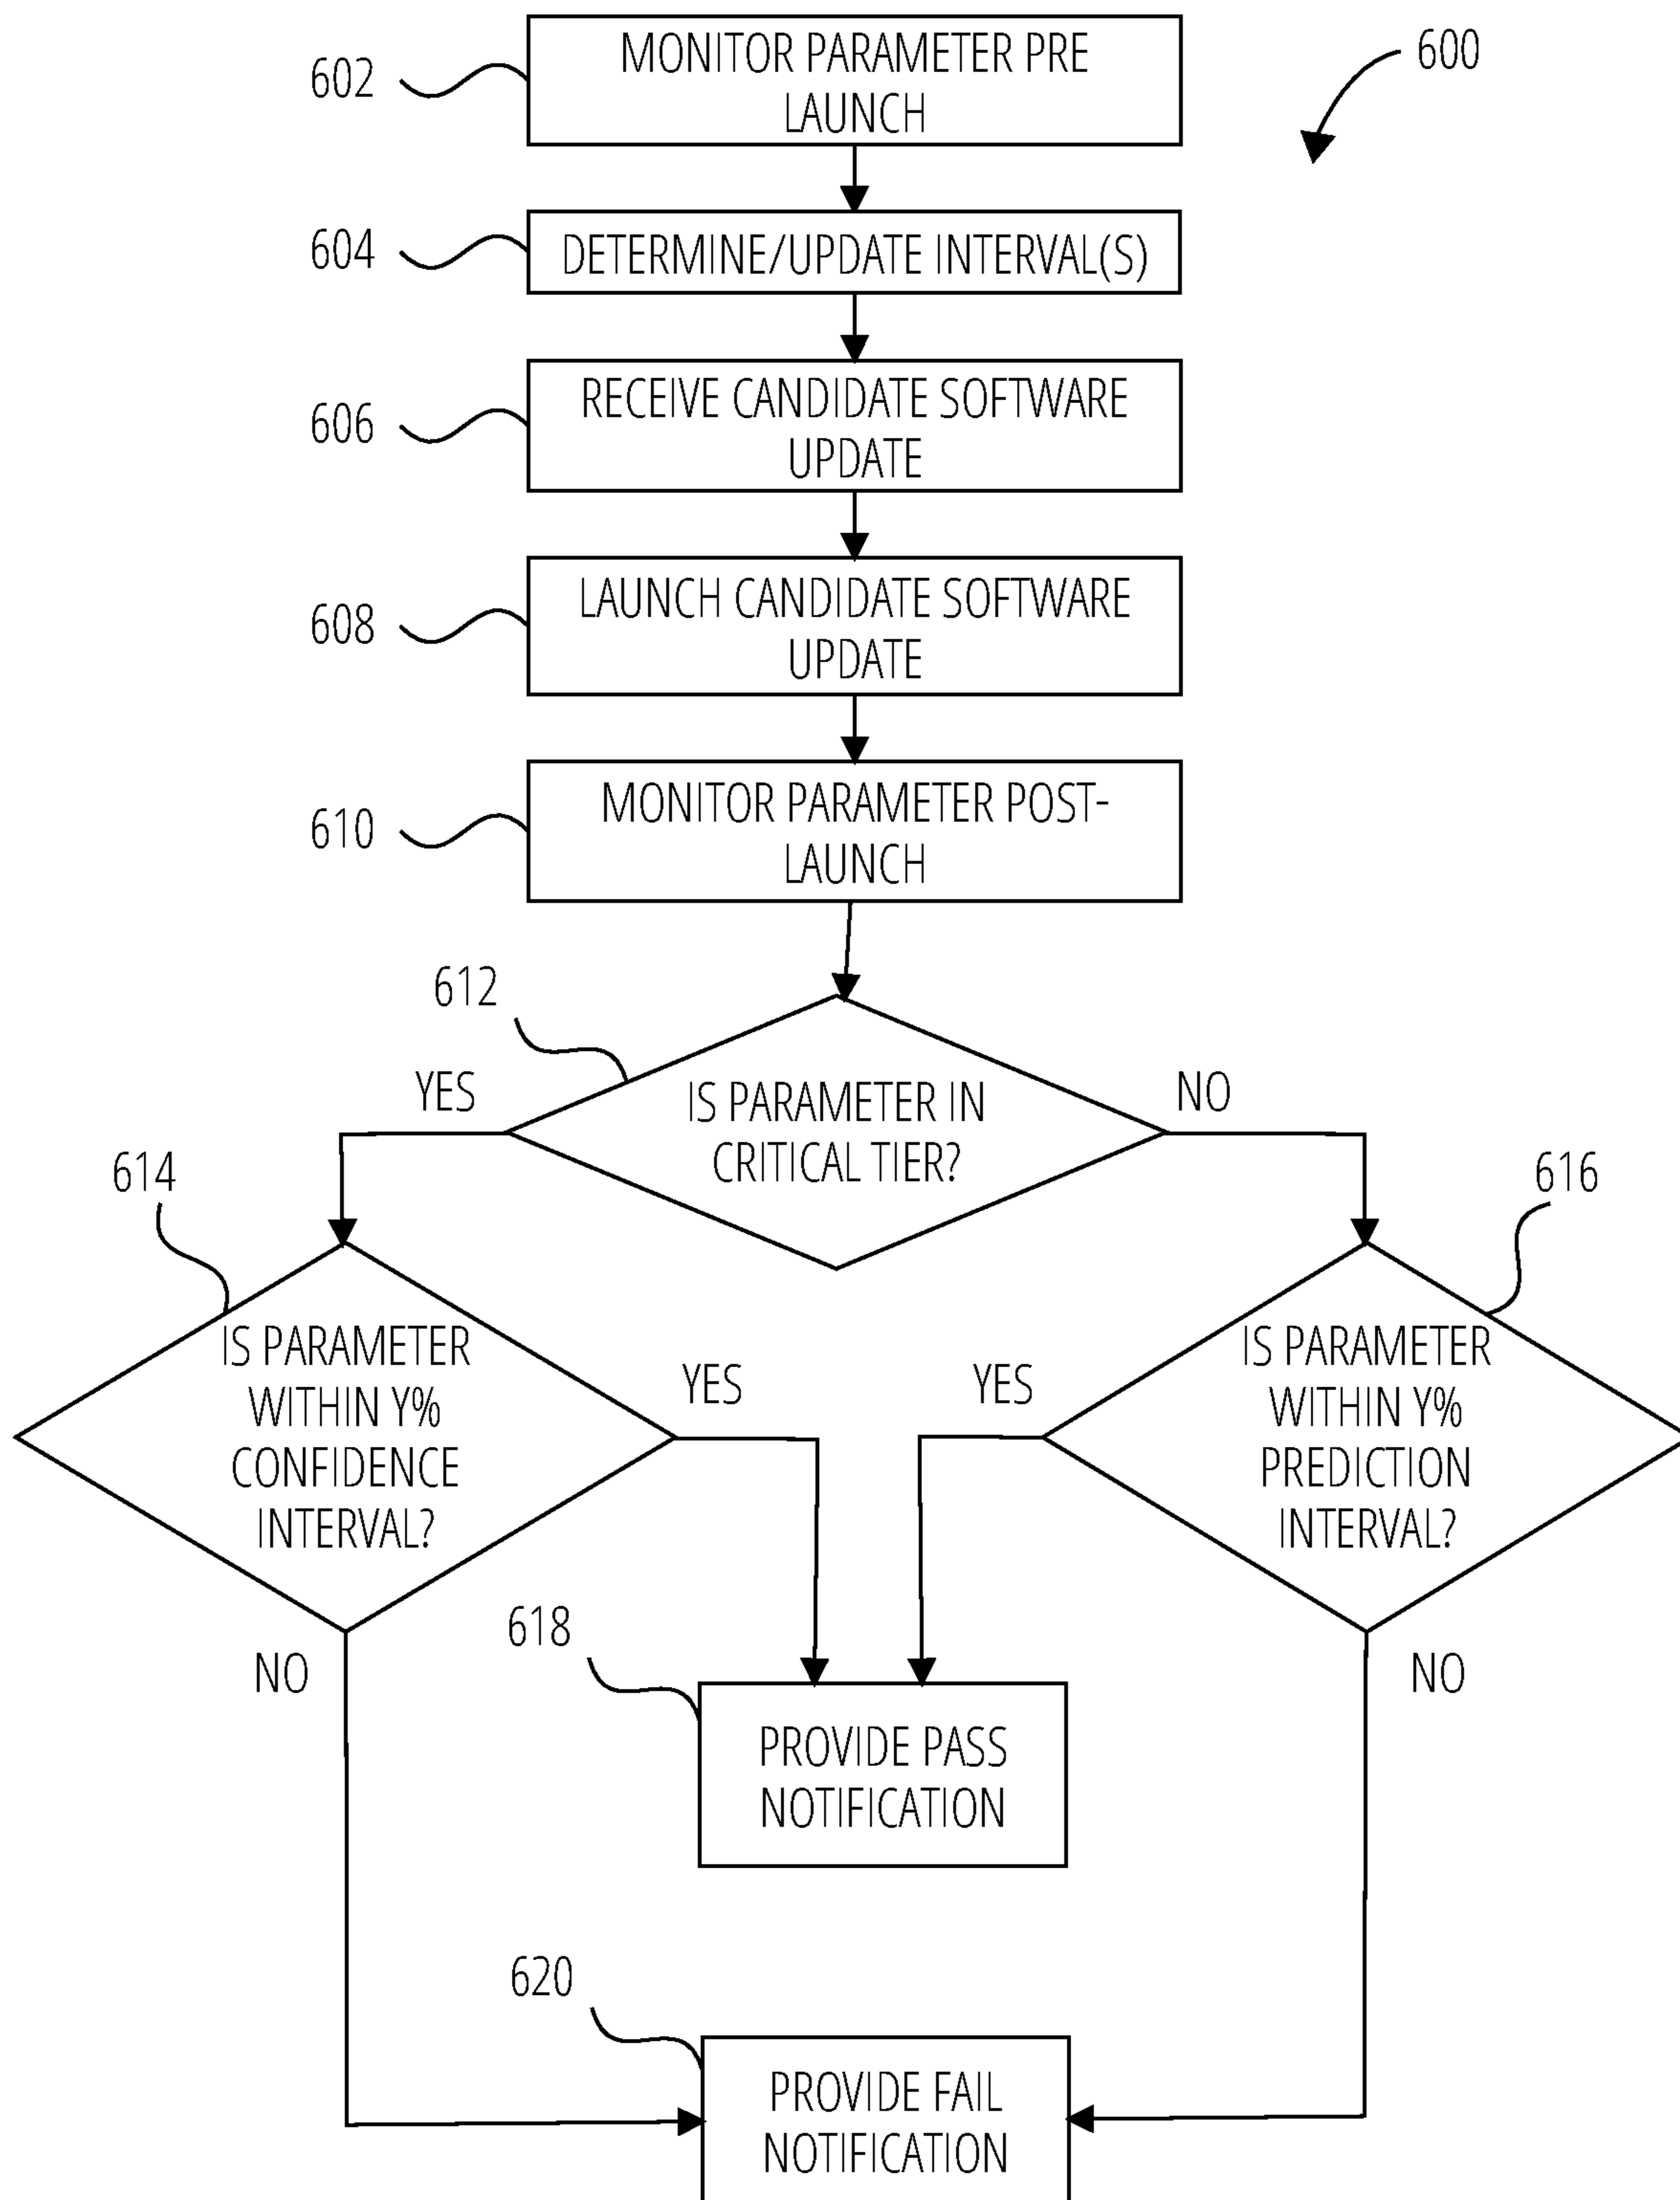 600
602
MONITOR PARAMETER PRE
LAUNCH
604
DETERMINE/UPDATE INTERVAL(S)
606
RECEIVE CANDIDATE SOFTWARE
UPDATE
608
LAUNCH CANDIDATE SOFTWARE
UPDATE
610
MONITOR PARAMETER POST-
LAUNCH
612
YES
IS PARAMETER IN
CRITICAL TIER?
NO
614
IS PARAMETER
WITHIN Y%
CONFIDENCE
INTERVAL?
YES
NO
616
IS PARAMETER
WITHIN Y%
PREDICTION
INTERVAL?
YES
NO
618
PROVIDE PASS
NOTIFICATION
620
PROVIDE FAIL
NOTIFICATION